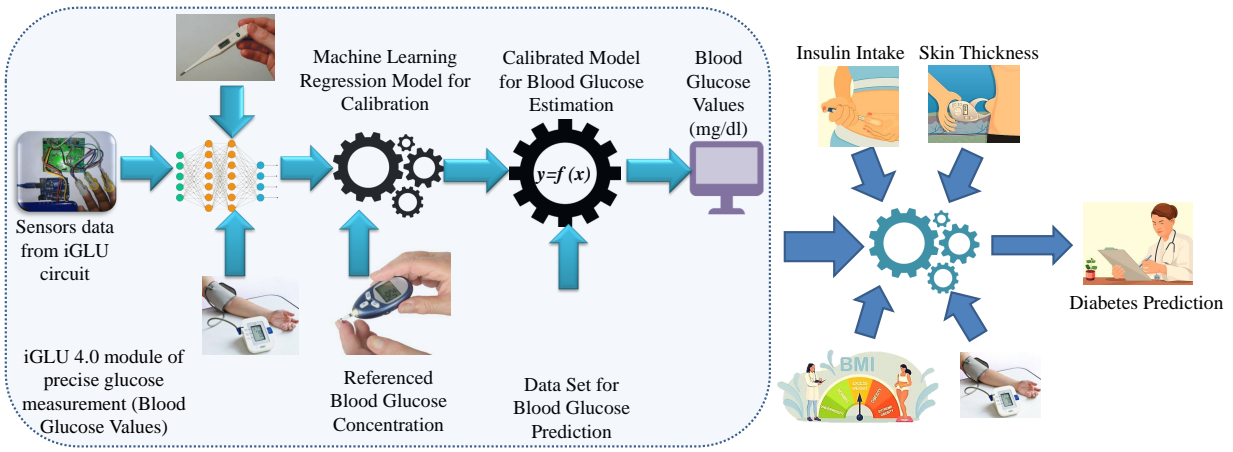 Machine Learning
Regression Model for
Calibration
Calibrated Model
for Blood Glucose
Estimation
Blood
Glucose
Values
(mg/dl)
Insulin Intake
Skin Thickness
y=f (x)
Sensors data
from iGLU
circuit
Diabetes Prediction
iGLU 4.0 module of
precise glucose
measurement (Blood
Glucose Values)
Referenced
Blood Glucose
Concentration
Data Set for
Blood Glucose
Prediction
BMI